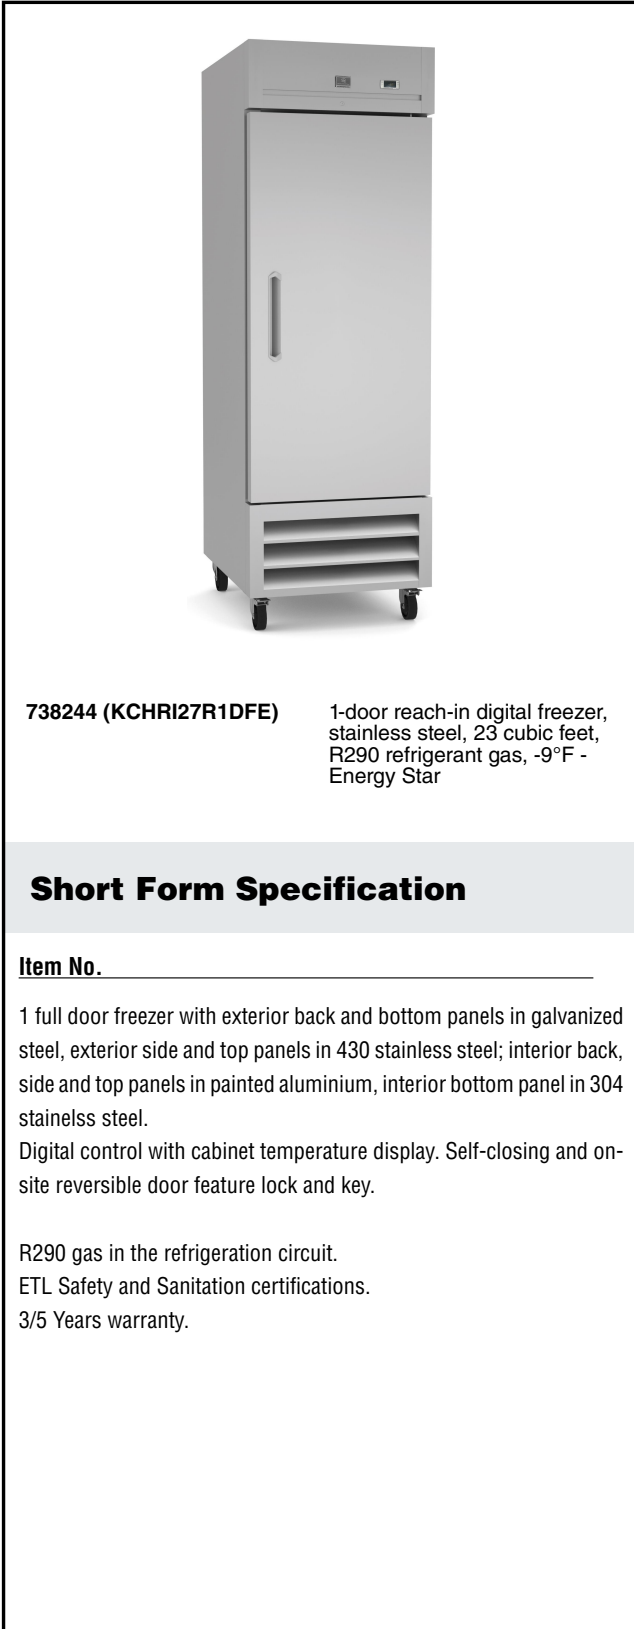 738244 (KCHRI27R1DFE)
1-door reach-in digital freezer,
stainless steel, 23 cubic feet,
R290 refrigerant gas, -9°F -
Energy Star
Short Form Specification
Item No.
1 full door freezer with exterior back and bottom panels in galvanized
steel, exterior side and top panels in 430 stainless steel; interior back,
side and top panels in painted aluminium, interior bottom panel in 304
stainelss steel.
Digital control with cabinet temperature display. Self-closing and on-
site reversible door feature lock and key.
R290 gas in the refrigeration circuit.
ETL Safety and Sanitation certifications.
3/5 Years warranty.